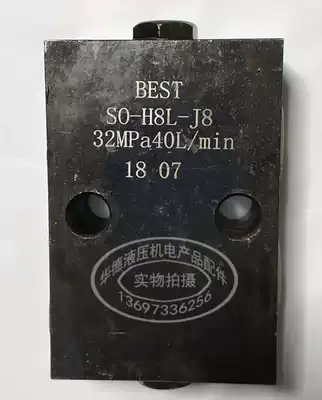 BEST
SO-H8L-J8
32MPa40L/min
18 07
华德液压机电产品配件
实物拍摄
13697336256